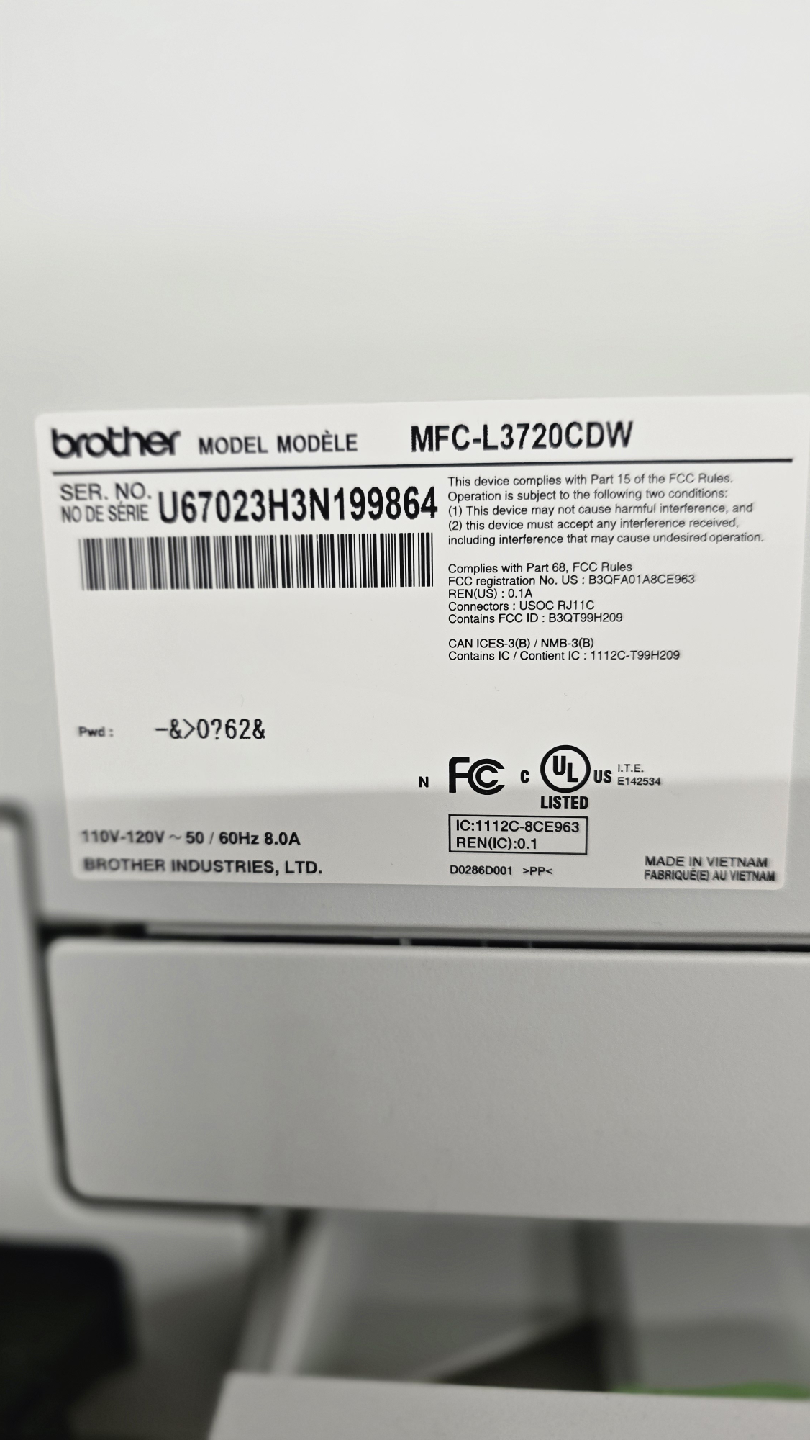 brother MODEL MODÈLE MFC-L3720CDW
SER. NO.
NO DE SÉRIE U67023H3N199864
This device complies with Part 15 of the FCC Rules.
Operation is subject to the following two conditions:
(1) This device may not cause harmful interference, and
(2) this device must accept any interference received,
including interference that may cause undesired operation.
Complies with Part 68, FCC Rules
FCC registration No. US : B3QFA01A8CE963
REN(US) : 0.1A
Connectors : USOC RJ11C
Contains FCC ID : B3QT99H209
CAN ICES-3(B) / NMB-3(B)
Contains IC / Contient IC : 1112C-T99H209
Pwd : -&>0?62&
N FC C UL US I.T.E.
E142534
LISTED
IC:1112C-8CE963
REN(IC):0.1
110V-120V ~ 50 / 60Hz 8.0A
BROTHER INDUSTRIES, LTD.
D0286D001 >PP<
MADE IN VIETNAM
FABRIQUÉ(E) AU VIETNAM